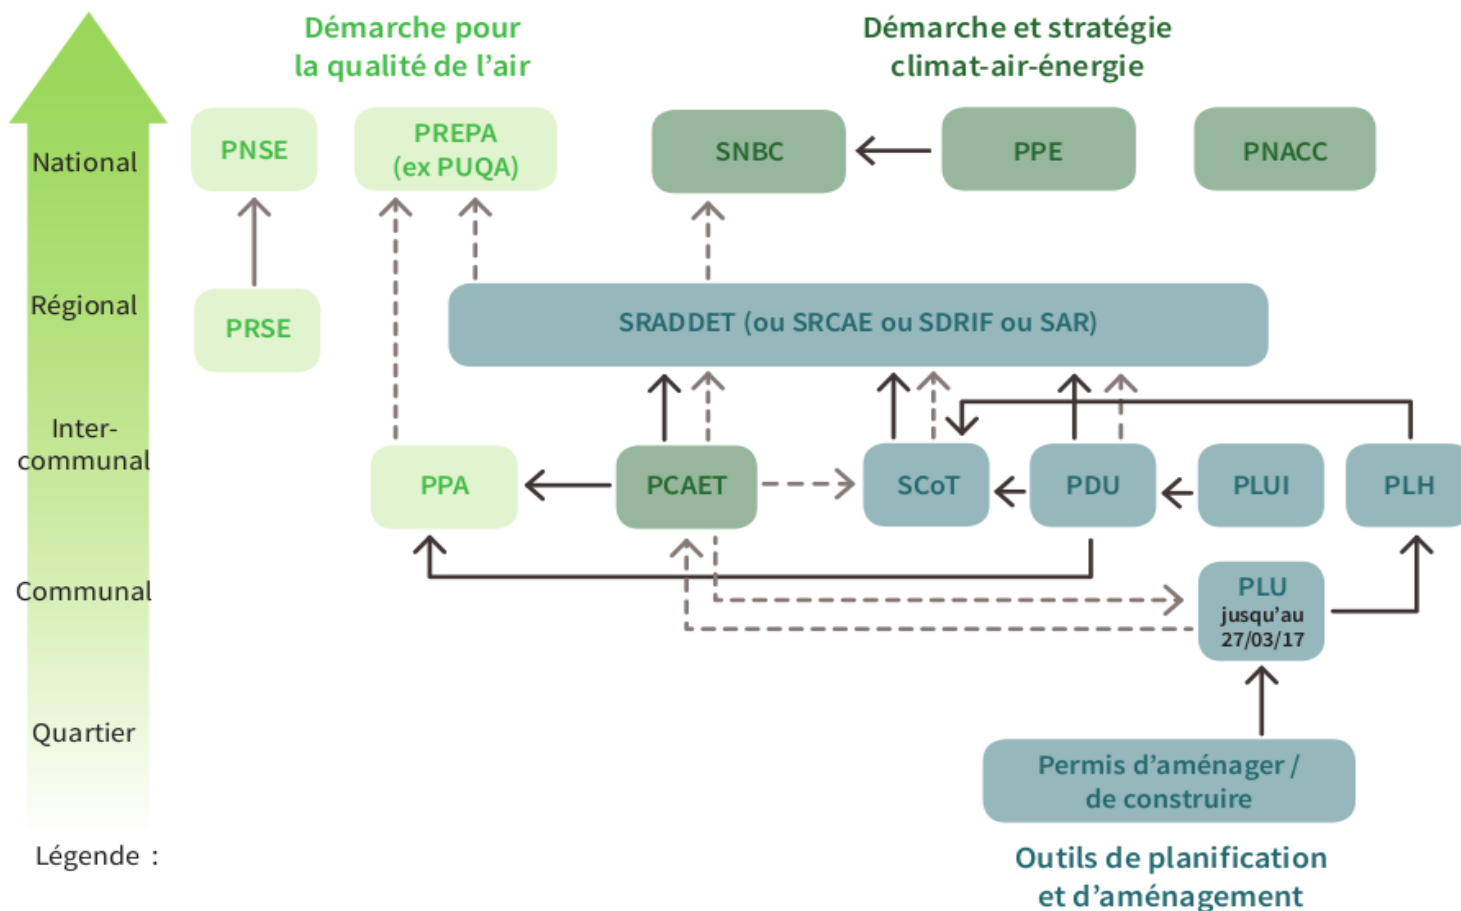 Démarche pour
la qualité de l'air
Démarche et stratégie
climat-air-énergie
National
PNSE
PREPA
(ex PUQA)
SNBC
PPE
PNACC
Régional
PRSE
SRADDET (ou SRCAE ou SDRIF ou SAR)
Inter-
communal
PPA
PCAET
SCoT
PDU
PLUI
PLH
Communal
PLU
jusqu'au
27/03/17
Quartier
Permis d'aménager /
de construire
Légende :
Outils de planification
et d'aménagement